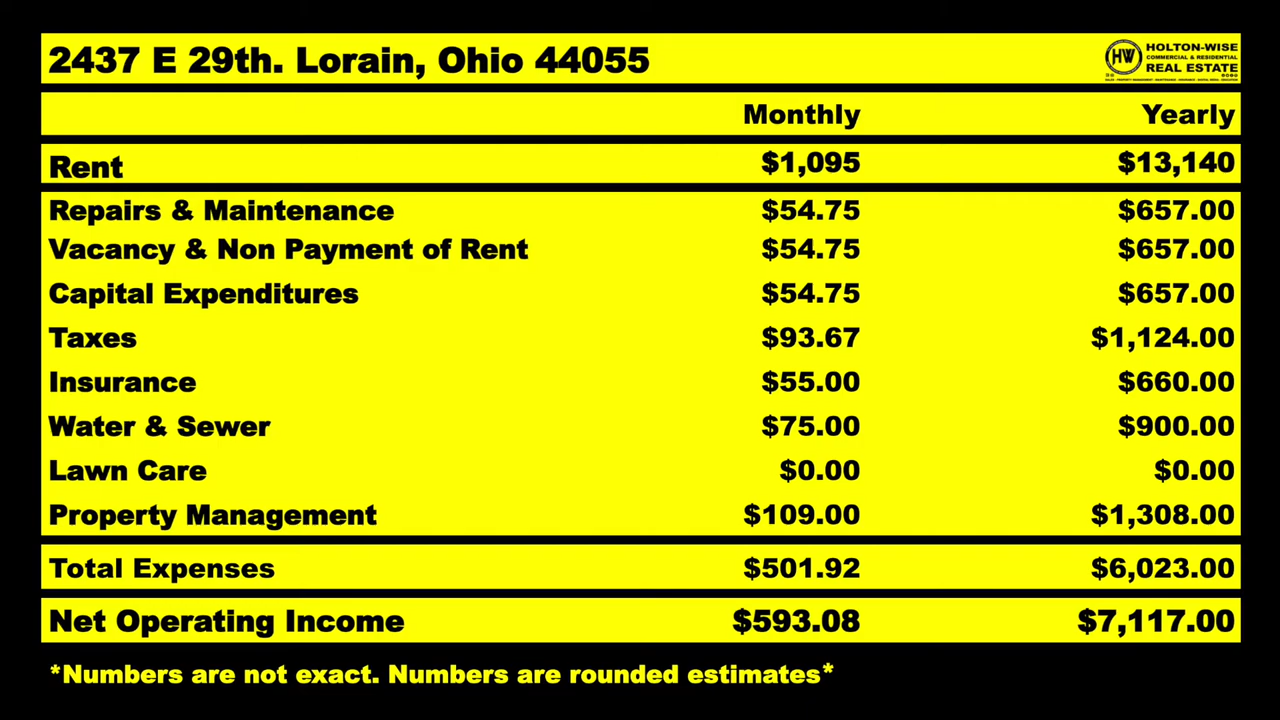 2437 E 29th. Lorain, Ohio 44055
HW
HOLTON-WISE
COMMERCIAL & RESIDENTIAL
REAL ESTATE
Monthly Yearly
Rent $1,095 $13,140
Repairs & Maintenance $54.75 $657.00
Vacancy & Non Payment of Rent $54.75 $657.00
Capital Expenditures $54.75 $657.00
Taxes $93.67 $1,124.00
Insurance $55.00 $660.00
Water & Sewer $75.00 $900.00
Lawn Care $0.00 $0.00
Property Management $109.00 $1,308.00
Total Expenses $501.92 $6,023.00
Net Operating Income $593.08 $7,117.00
*Numbers are not exact. Numbers are rounded estimates*